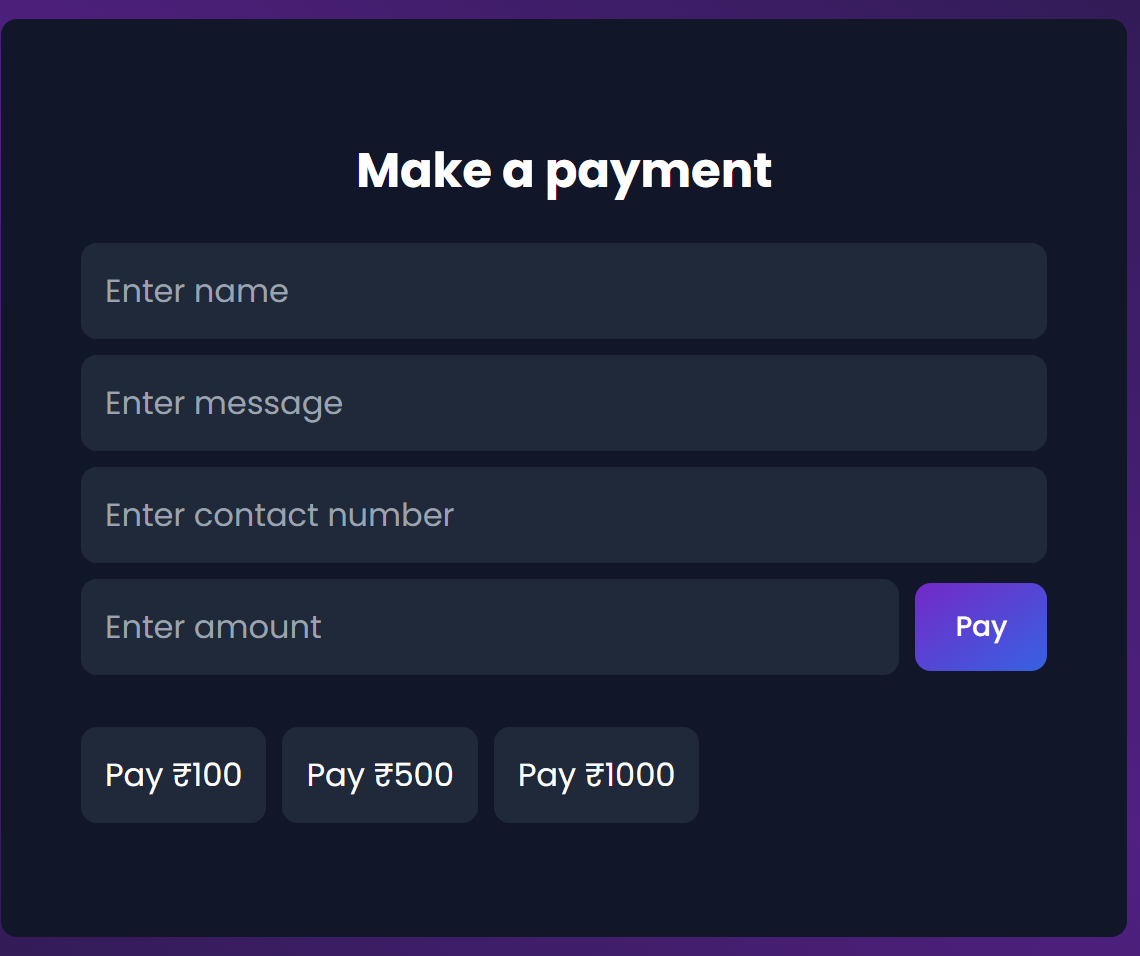 Make a payment
Enter name
Enter message
Enter contact number
Enter amount
Pay
Pay ₹100
Pay ₹500
Pay ₹1000